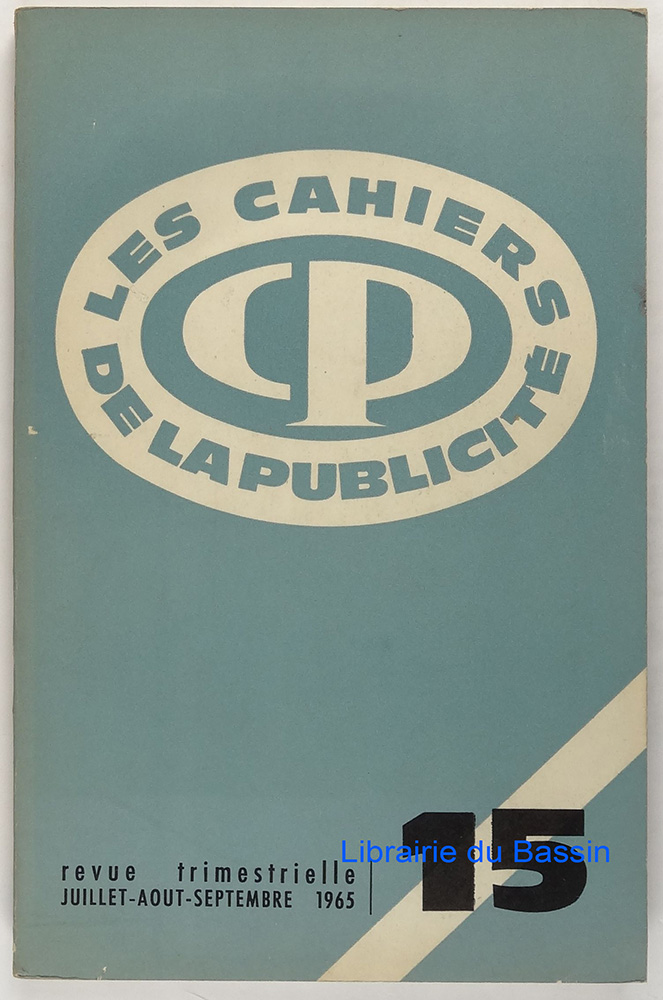 LES CAHIERS
DE LA PUBLICITÉ
CP
15
Librairie du Bassin
revue trimestrielle
JUILLET-AOUT-SEPTEMBRE 1965